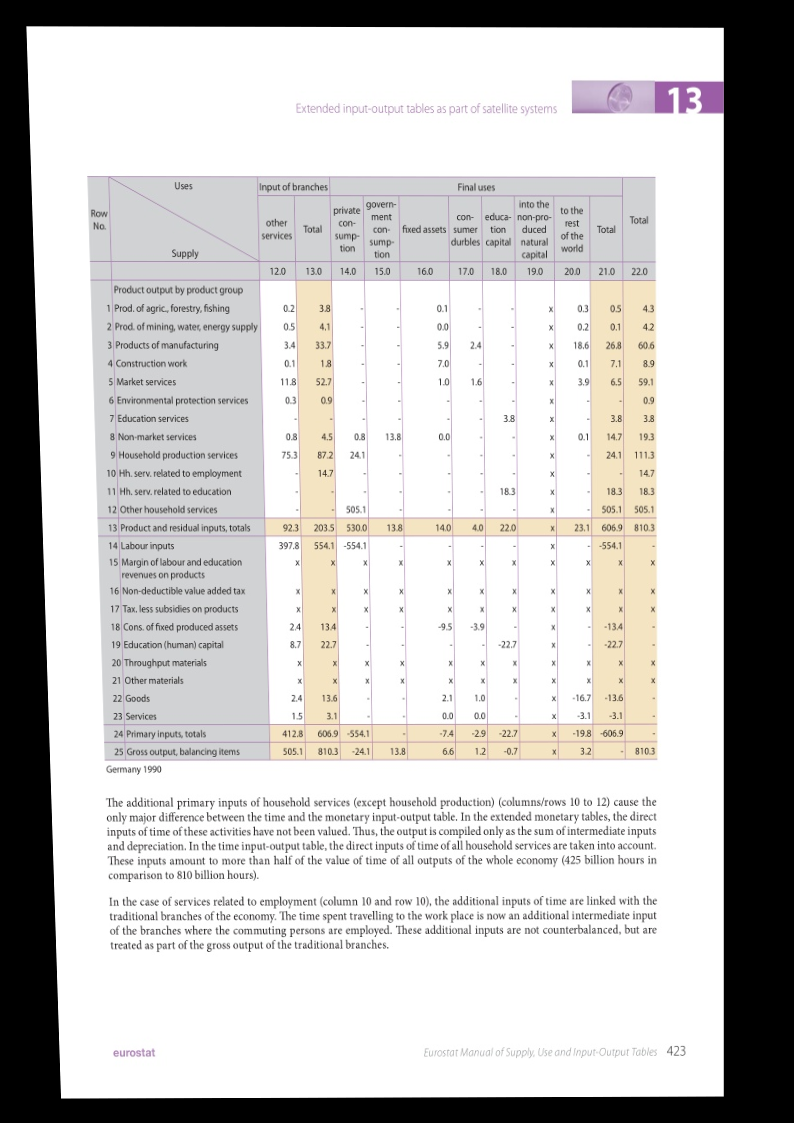 Extended input-output tables as part of satellite systems 13
Uses Input of branches Final uses Total
Row No. Supply other services Total private con-sump-tion govern-ment con-sump-tion fixed assets con-sumer durbles educa-tion capital into the non-pro-duced natural capital to the rest of the world Total
12.0 13.0 14.0 15.0 16.0 17.0 18.0 19.0 20.0 21.0 22.0
Product output by product group
1 Prod. of agric., forestry, fishing 0.2 3.8 - - 0.1 - - x 0.3 0.5 4.3
2 Prod. of mining, water, energy supply 0.5 4.1 - - 0.0 - - x 0.2 0.1 4.2
3 Products of manufacturing 3.4 33.7 - - 5.9 2.4 - x 18.6 26.8 60.6
4 Construction work 0.1 1.8 - - 7.0 - - x 0.1 7.1 8.9
5 Market services 11.8 52.7 - - 1.0 1.6 - x 3.9 6.5 59.1
6 Environmental protection services 0.3 0.9 - - - - - x - - 0.9
7 Education services - - - - - - 3.8 x - 3.8 3.8
8 Non-market services 0.8 4.5 0.8 13.8 0.0 - - x 0.1 14.7 19.3
9 Household production services 75.3 87.2 24.1 - - - - x - 24.1 111.3
10 Hh. serv. related to employment - 14.7 - - - - - x - - 14.7
11 Hh. serv. related to education - - - - - - 18.3 x - 18.3 18.3
12 Other household services - - 505.1 - - - - x - 505.1 505.1
13 Product and residual inputs, totals 92.3 203.5 530.0 13.8 14.0 4.0 22.0 x 23.1 606.9 810.3
14 Labour inputs 397.8 554.1 -554.1 - - - - x - -554.1 -
15 Margin of labour and education
revenues on products x x x x x x x x x x x
16 Non-deductible value added tax x x x x x x x x x x x
17 Tax. less subsidies on products x x x x x x x x x x x
18 Cons. of fixed produced assets 2.4 13.4 - - -9.5 -3.9 - x - -13.4 -
19 Education (human) capital 8.7 22.7 - - - - -22.7 x - -22.7 -
20 Throughput materials x x x x x x x x x x x
21 Other materials x x x x x x x x x x x
22 Goods 2.4 13.6 - - 2.1 1.0 - x -16.7 -13.6 -
23 Services 1.5 3.1 - - 0.0 0.0 - x -3.1 -3.1 -
24 Primary inputs, totals 412.8 606.9 -554.1 - -7.4 -2.9 -22.7 x -19.8 -606.9 -
25 Gross output, balancing items 505.1 810.3 -24.1 13.8 6.6 1.2 -0.7 x 3.2 - 810.3
Germany 1990
The additional primary inputs of household services (except household production) (columns/rows 10 to 12) cause the
only major difference between the time and the monetary input-output table. In the extended monetary tables, the direct
inputs of time of these activities have not been valued. Thus, the output is compiled only as the sum of intermediate inputs
and depreciation. In the time input-output table, the direct inputs of time of all household services are taken into account.
These inputs amount to more than half of the value of time of all outputs of the whole economy (425 billion hours in
comparison to 810 billion hours).
In the case of services related to employment (column 10 and row 10), the additional inputs of time are linked with the
traditional branches of the economy. The time spent travelling to the work place is now an additional intermediate input
of the branches where the commuting persons are employed. These additional inputs are not counterbalanced, but are
treated as part of the gross output of the traditional branches.
eurostat Eurostat Manual of Supply, Use and Input-Output Tables 423